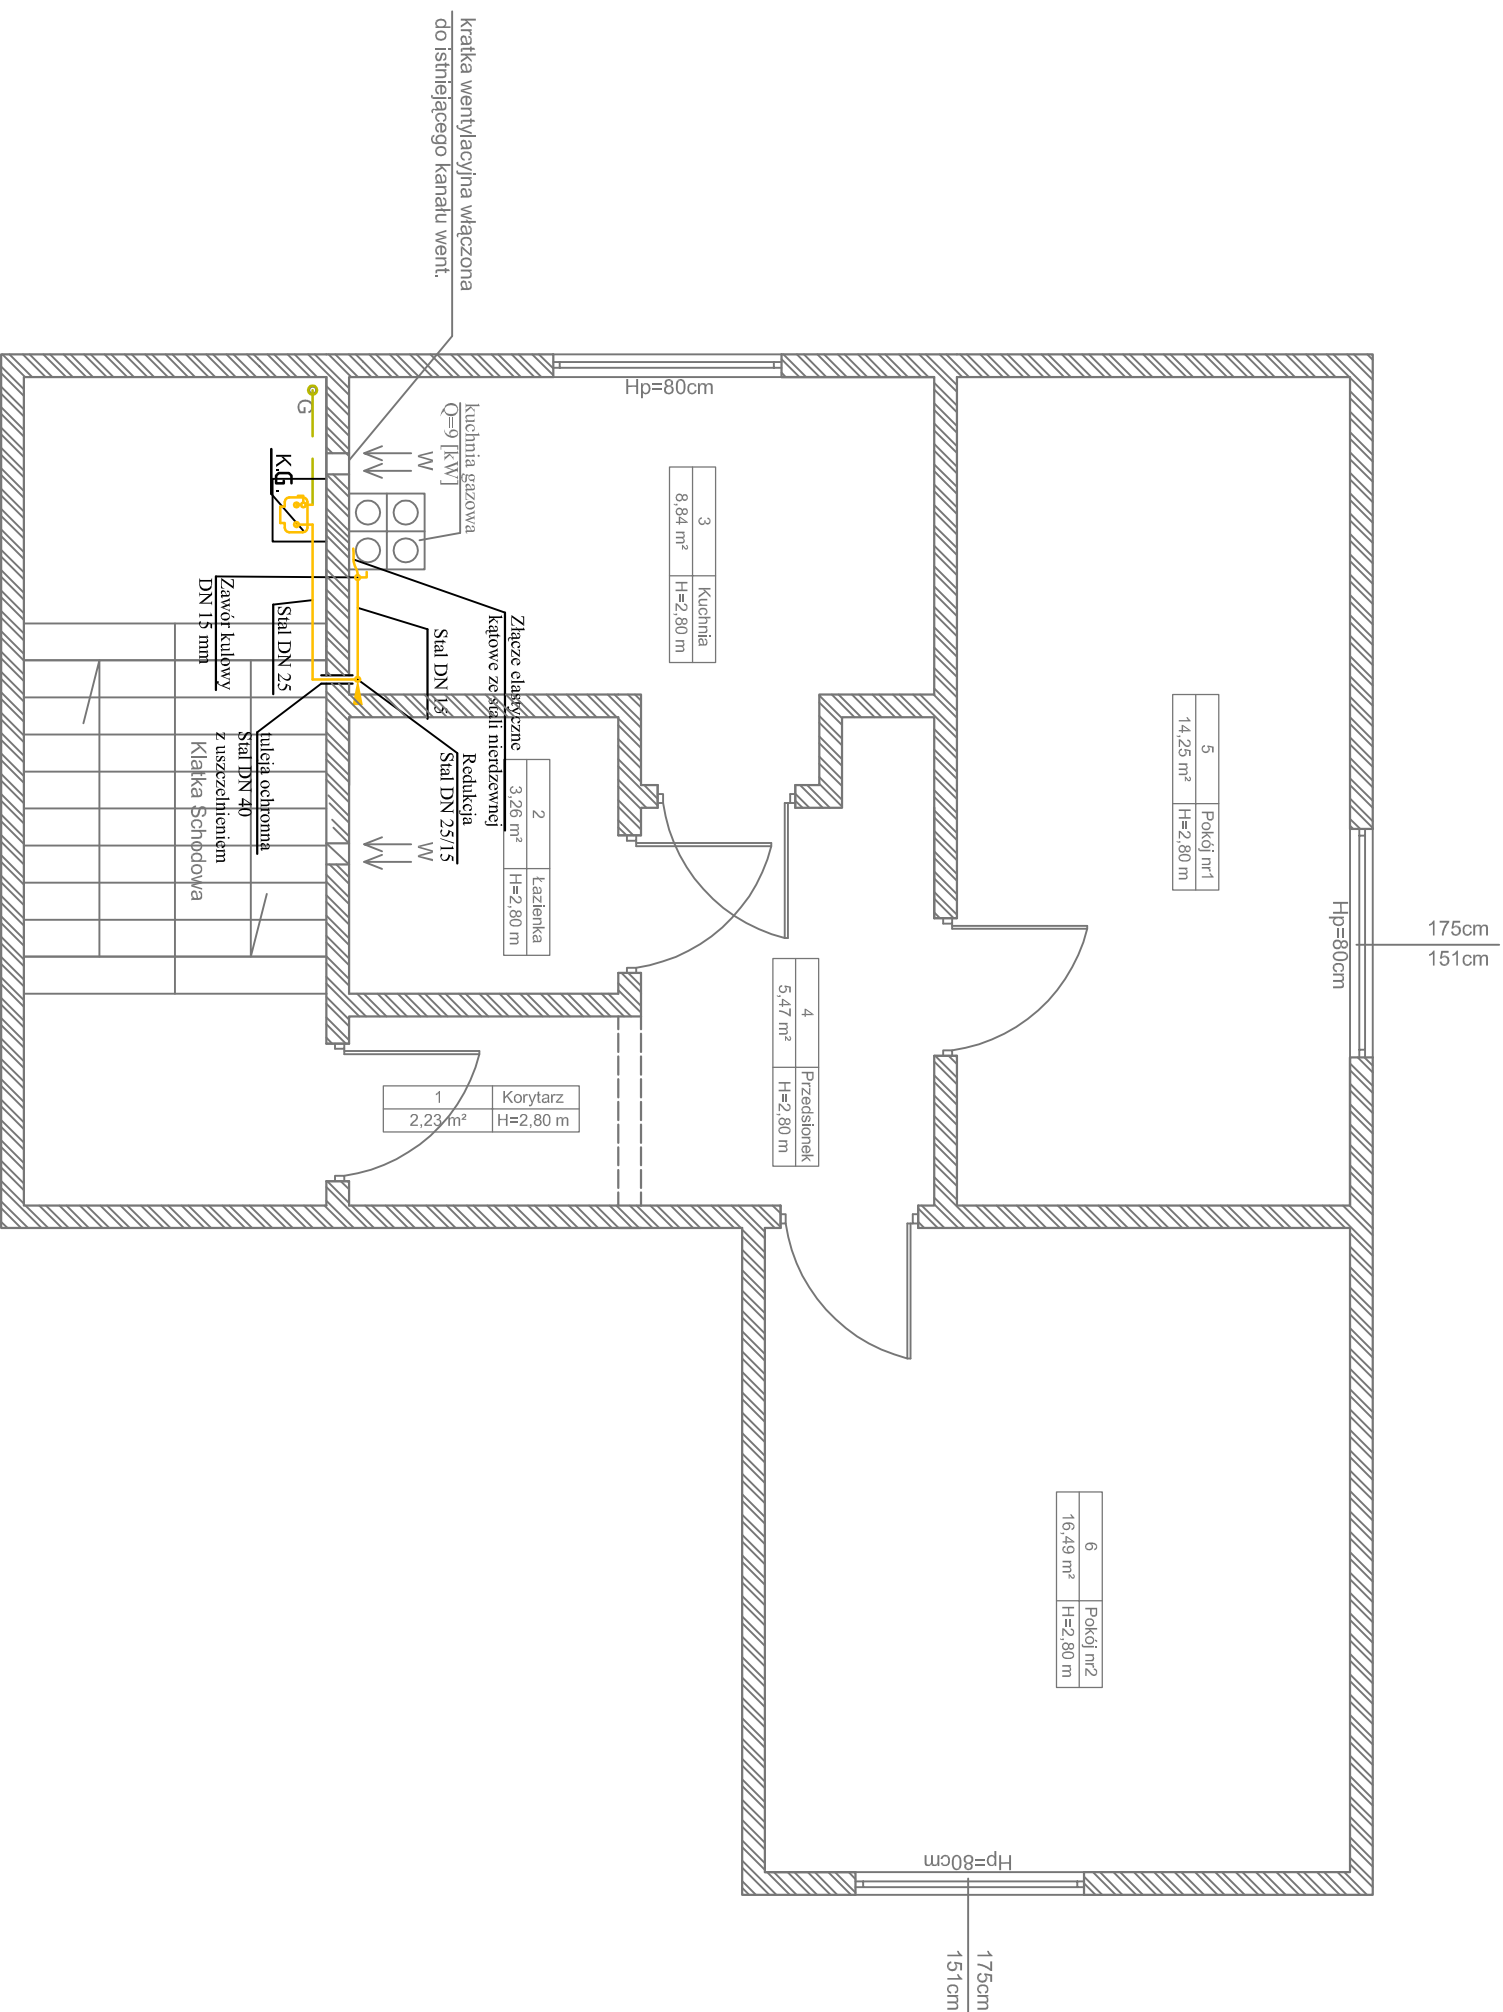 kratka wentylacyjna włączona
do istniejącego kanału went.
Hp=80cm
G
K.G.
W
kuchnia gazowa
Q=9 [kW]
3
Kuchnia
8,84 m²
H=2,80 m
Zawór kulowy
DN 15 mm
Stal DN 25
Stal DN 15
Złącze elastyczne
kątowe ze stali nierdzewnej
Redukcja
Stal DN 25/15
tuleja ochronna
Stal DN 40
z uszczelnieniem
Klatka Schodowa
W
2
Łazienka
3,26 m²
H=2,80 m
5
Pokój nr1
14,25 m²
H=2,80 m
Hp=80cm
175cm
151cm
4
Przedsionek
5,47 m²
H=2,80 m
1
Korytarz
2,23 m²
H=2,80 m
6
Pokój nr2
16,49 m²
H=2,80 m
Hp=80cm
175cm
151cm